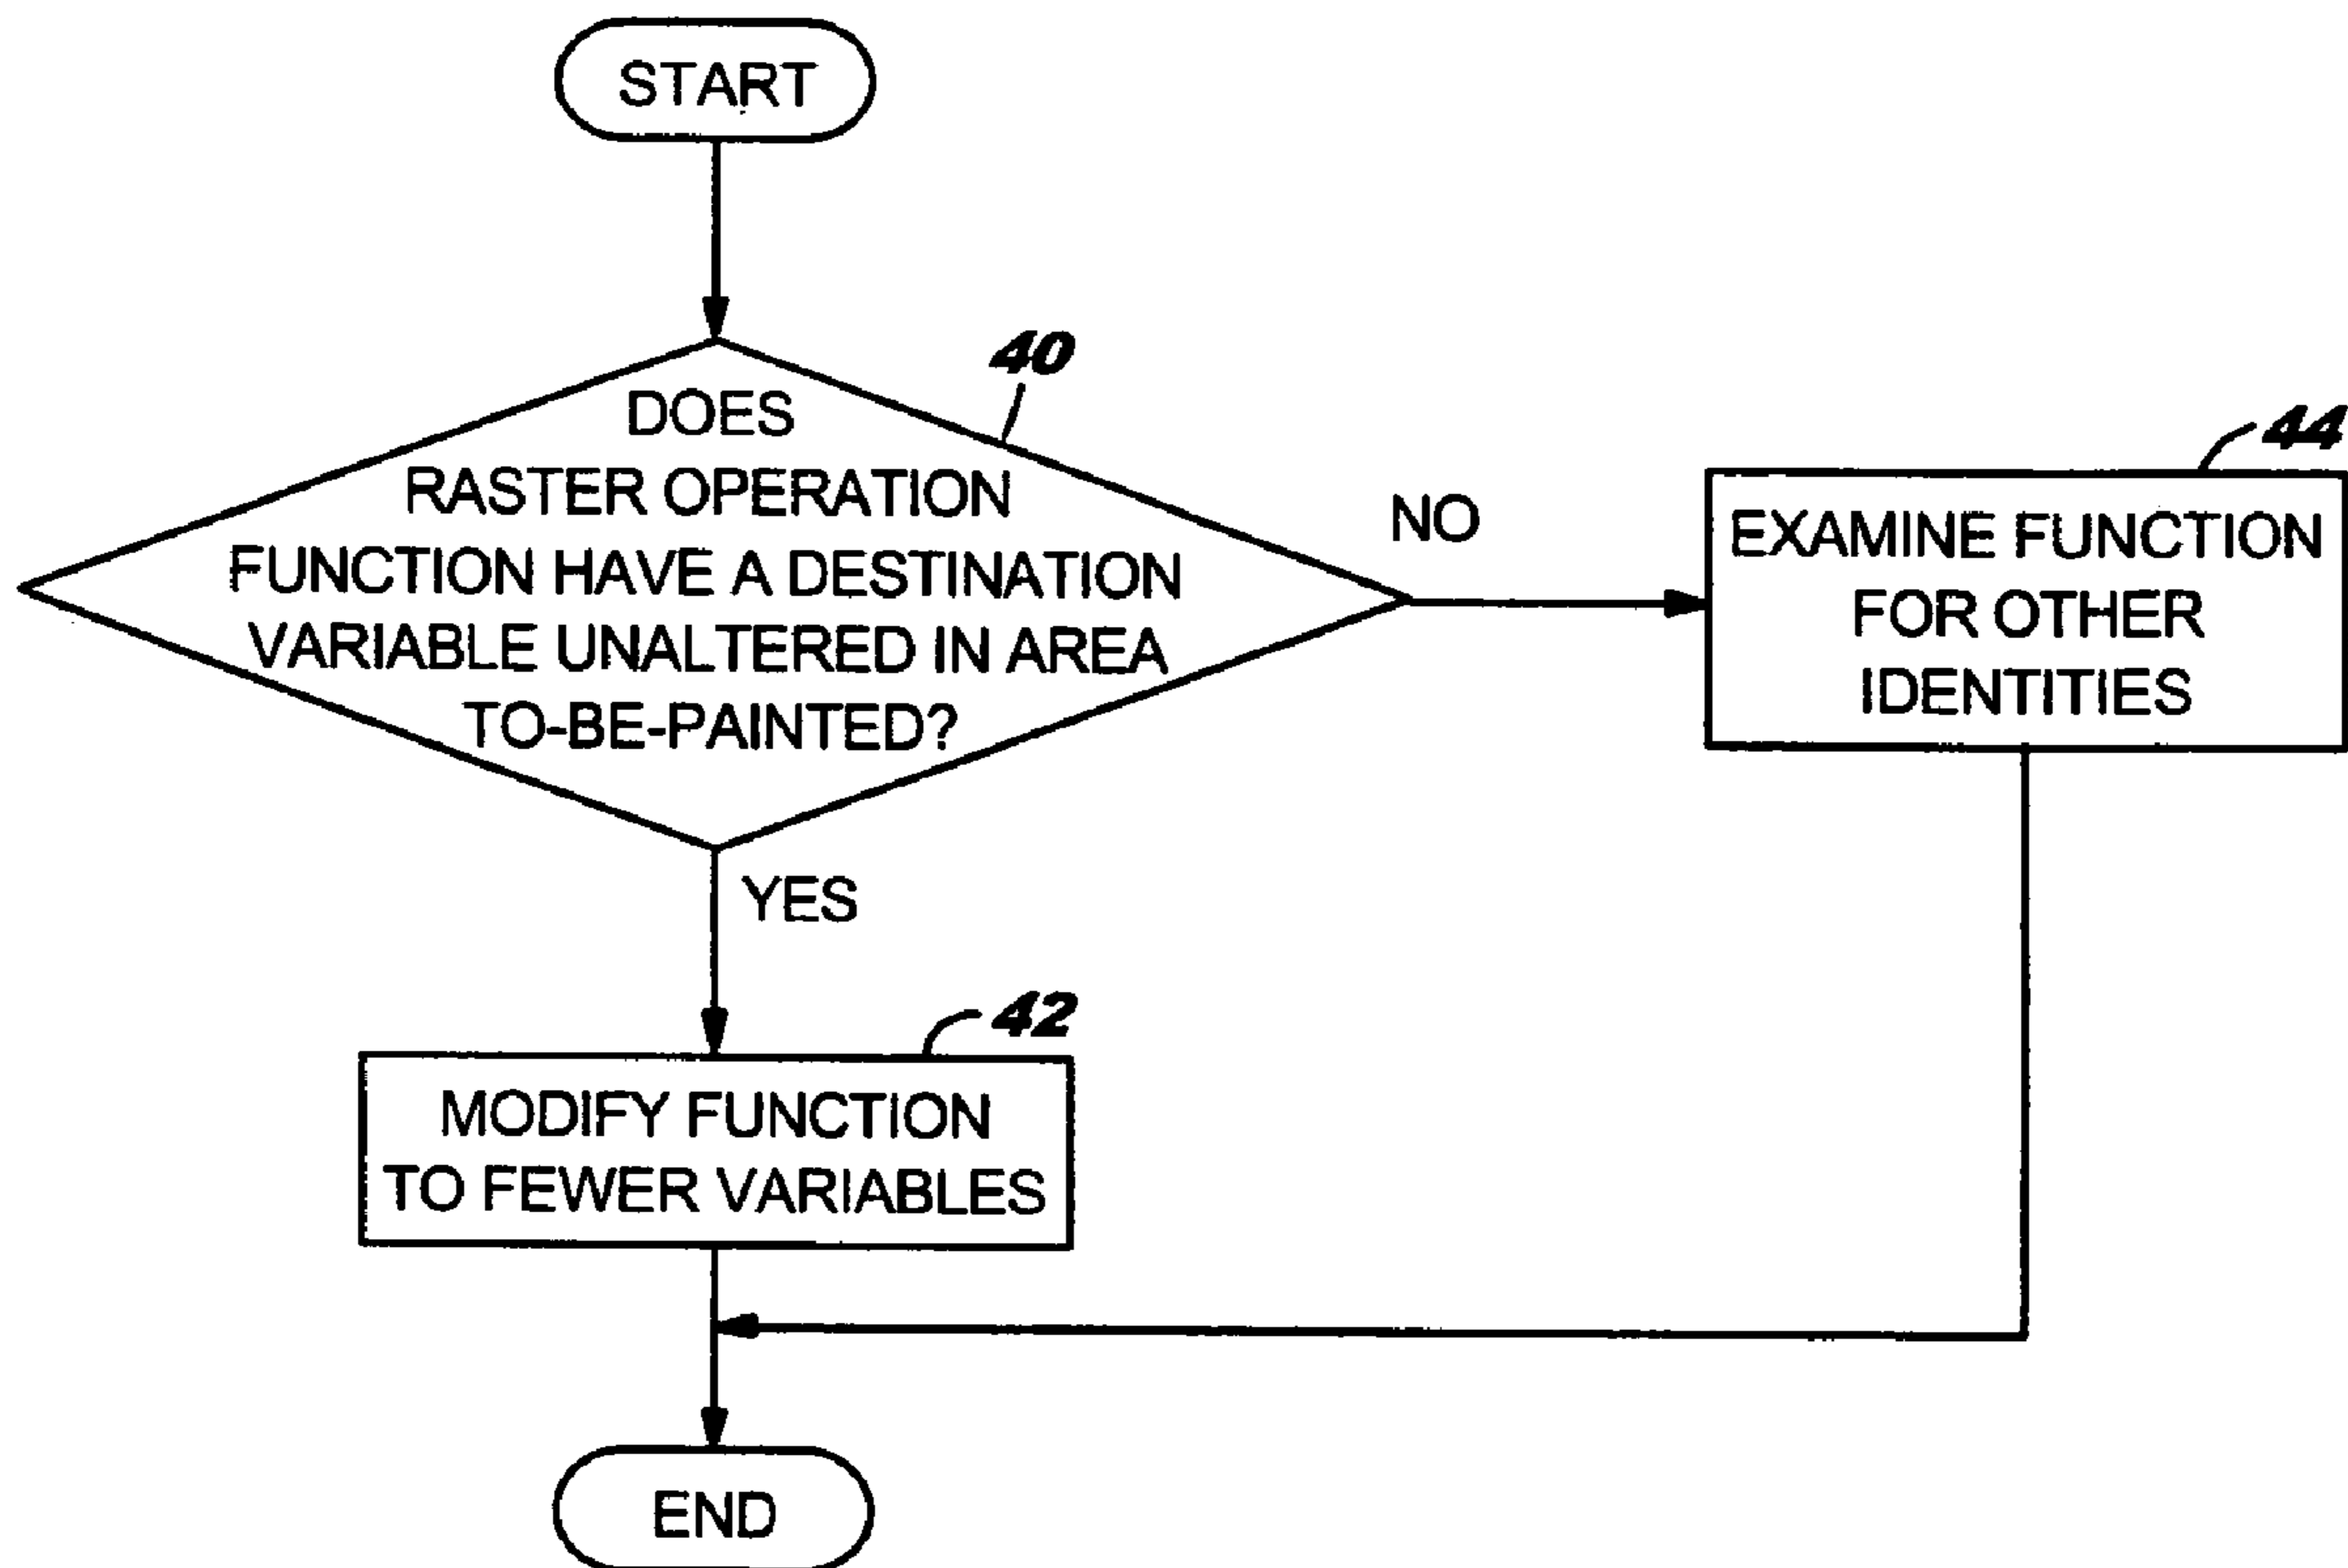 START
40
DOES
RASTER OPERATION
FUNCTION HAVE A DESTINATION
VARIABLE UNALTERED IN AREA
TO-BE-PAINTED?
NO
44
EXAMINE FUNCTION
FOR OTHER
IDENTITIES
YES
42
MODIFY FUNCTION
TO FEWER VARIABLES
END